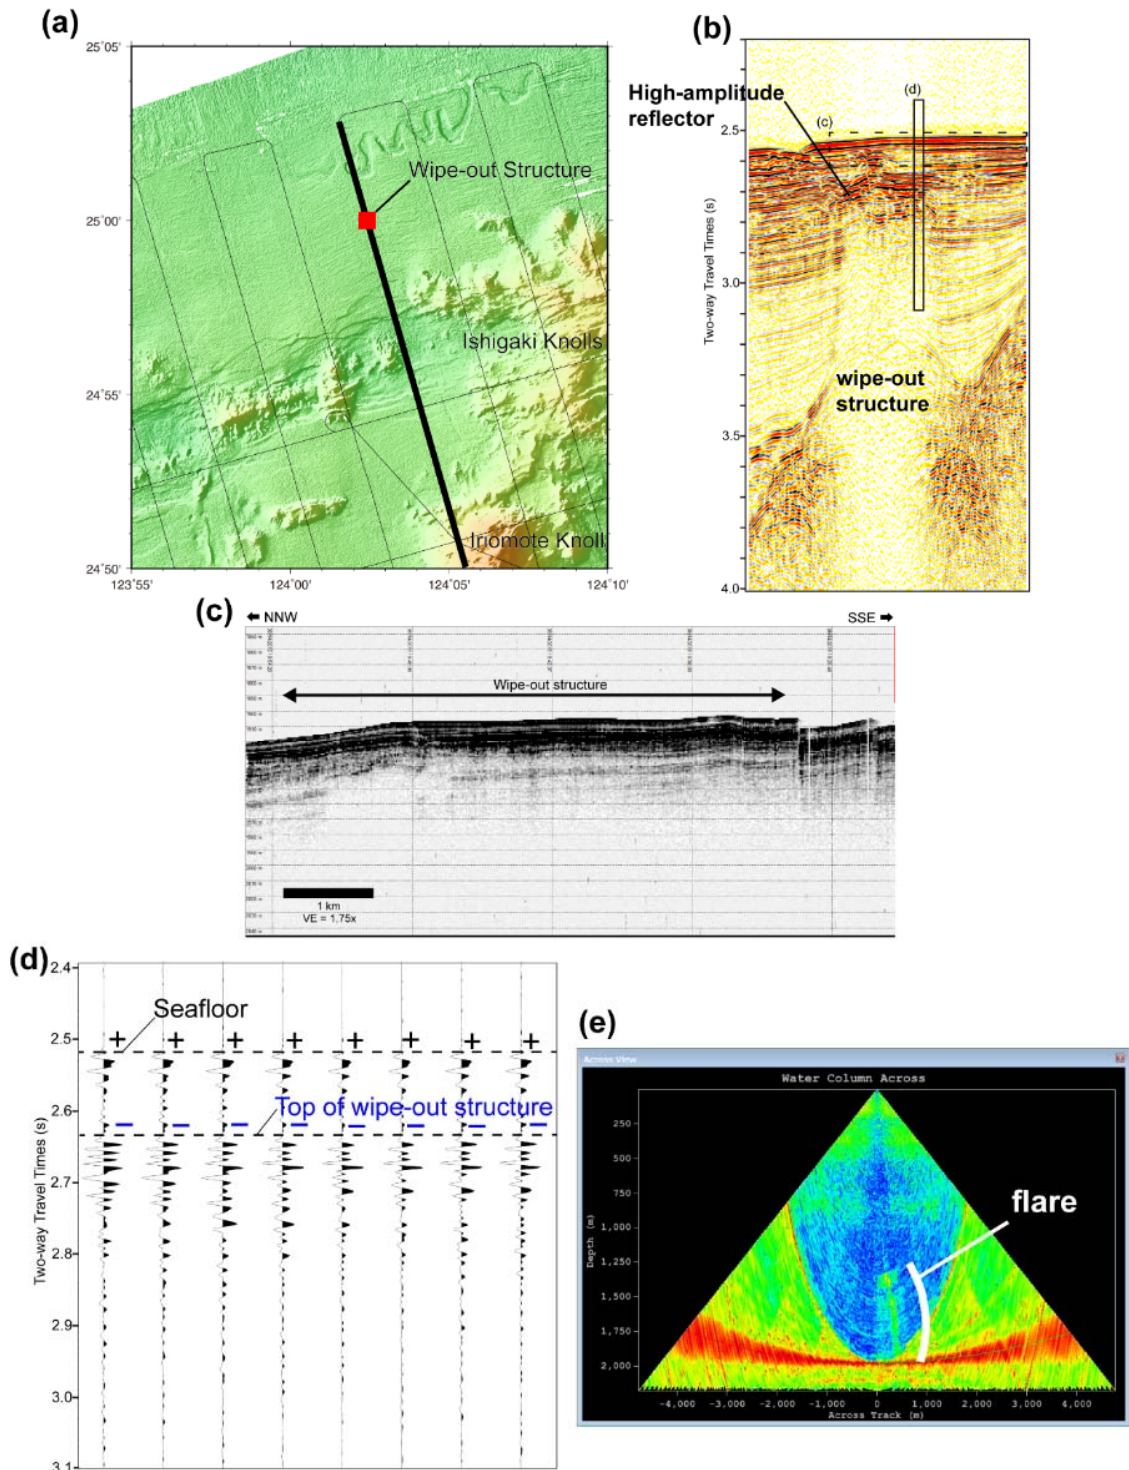 (a)
25°05'
25°00'
24°55'
24°50'
123°55'
124°00'
124°05'
124°10'
Wipe-out Structure
Ishigaki Knolls
Iriomote Knoll
(b)
High-amplitude
reflector
(c)
(d)
2.5
3.0
3.5
4.0
Two-way Travel Times (s)
wipe-out
structure
(c)
NNW
SSE
Wipe-out structure
1 km
VE = 1.75x
(d)
2.4
2.5
2.6
2.7
2.8
2.9
3.0
3.1
Two-way Travel Times (s)
Seafloor
+ + + + + + + +
Top of wipe-out structure
− − − − − − − −
(e)
Across View
Water Column Across
250
500
750
1,000
1,250
1,500
1,750
2,000
Depth (m)
flare
-4,000 -3,000 -2,000 -1,000 0 1,000 2,000 3,000 4,000
Across Track (m)